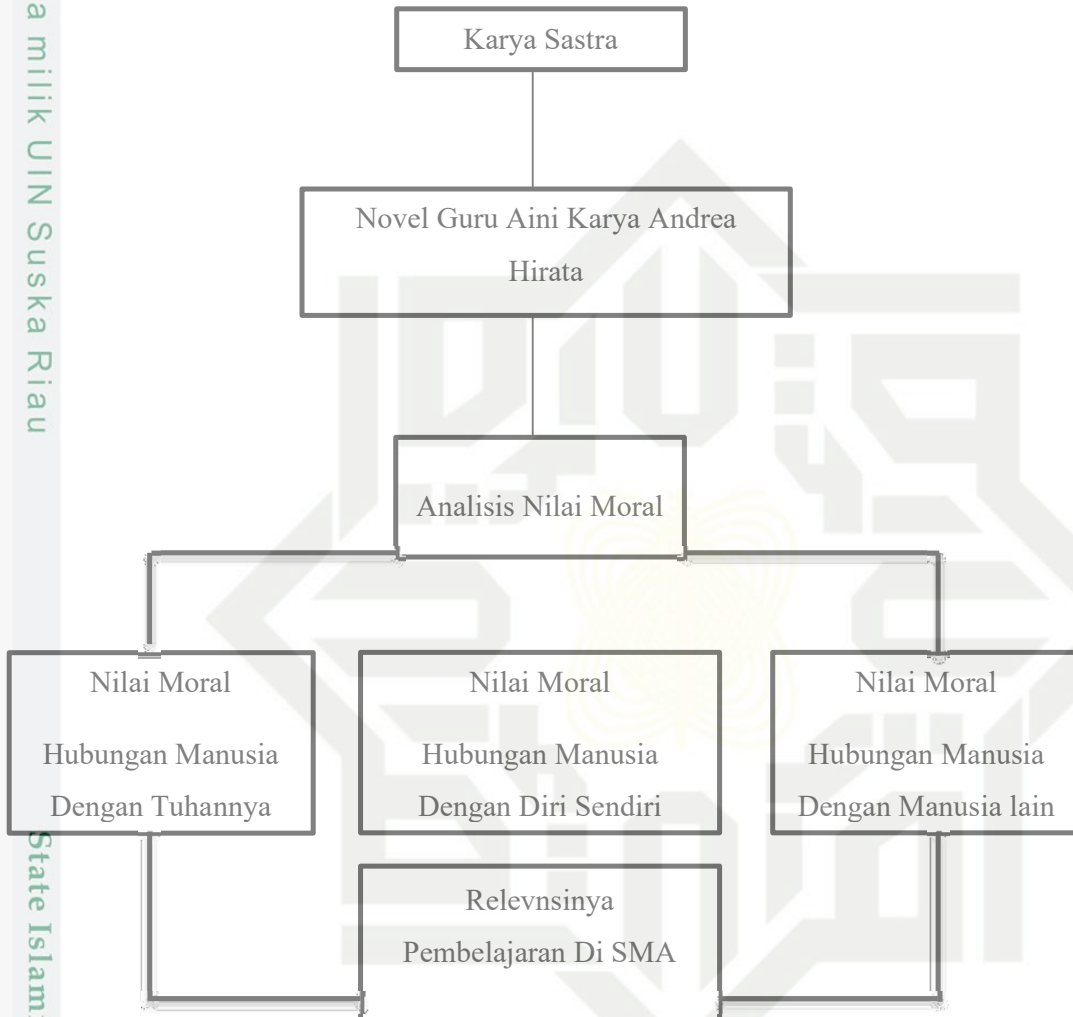 a milik UIN Suska Riau
State Islam
Karya Sastra
Novel Guru Aini Karya Andrea
Hirata
Analisis Nilai Moral
Nilai Moral
Hubungan Manusia
Dengan Tuhannya
Nilai Moral
Hubungan Manusia
Dengan Diri Sendiri
Nilai Moral
Hubungan Manusia
Dengan Manusia lain
Relevnsinya
Pembelajaran Di SMA